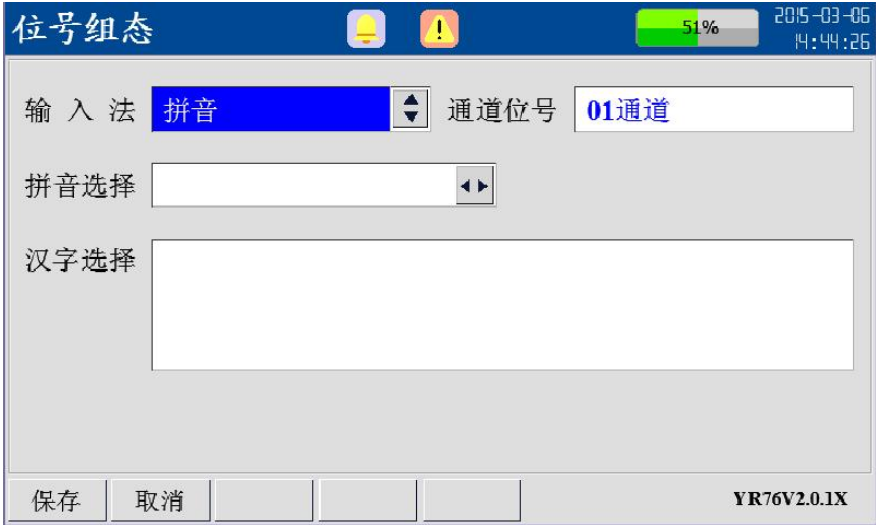 位号组态 51% 2015-03-06
14:44:26
输入法 拼音 通道位号 01通道
拼音选择
汉字选择
保存 取消 YR76V2.0.1X